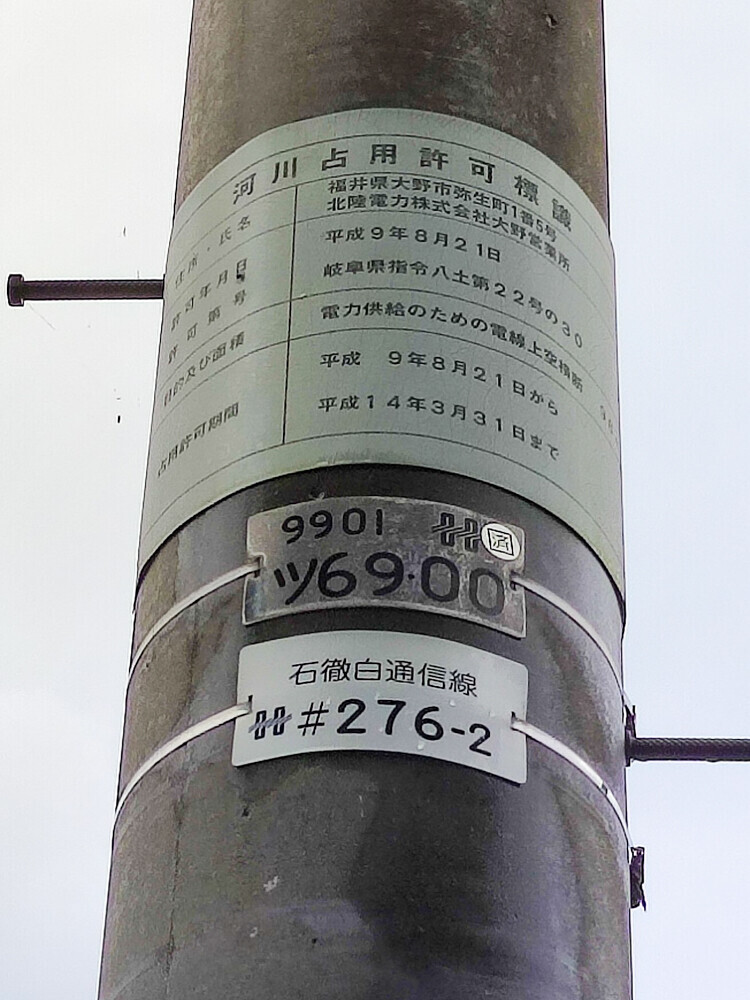 河川占用許可標識
住所・氏名
福井県大野市弥生町1番5号
北陸電力株式会社大野営業所
許可年月日
平成9年8月21日
許可番号
岐阜県指令八土第22号の30
目的及び面積
電力供給のための電線上空横断
占用許可期間
平成 9年8月21日から
平成14年3月31日まで
9901
済
ツ69・00
石徹白通信線
#276-2